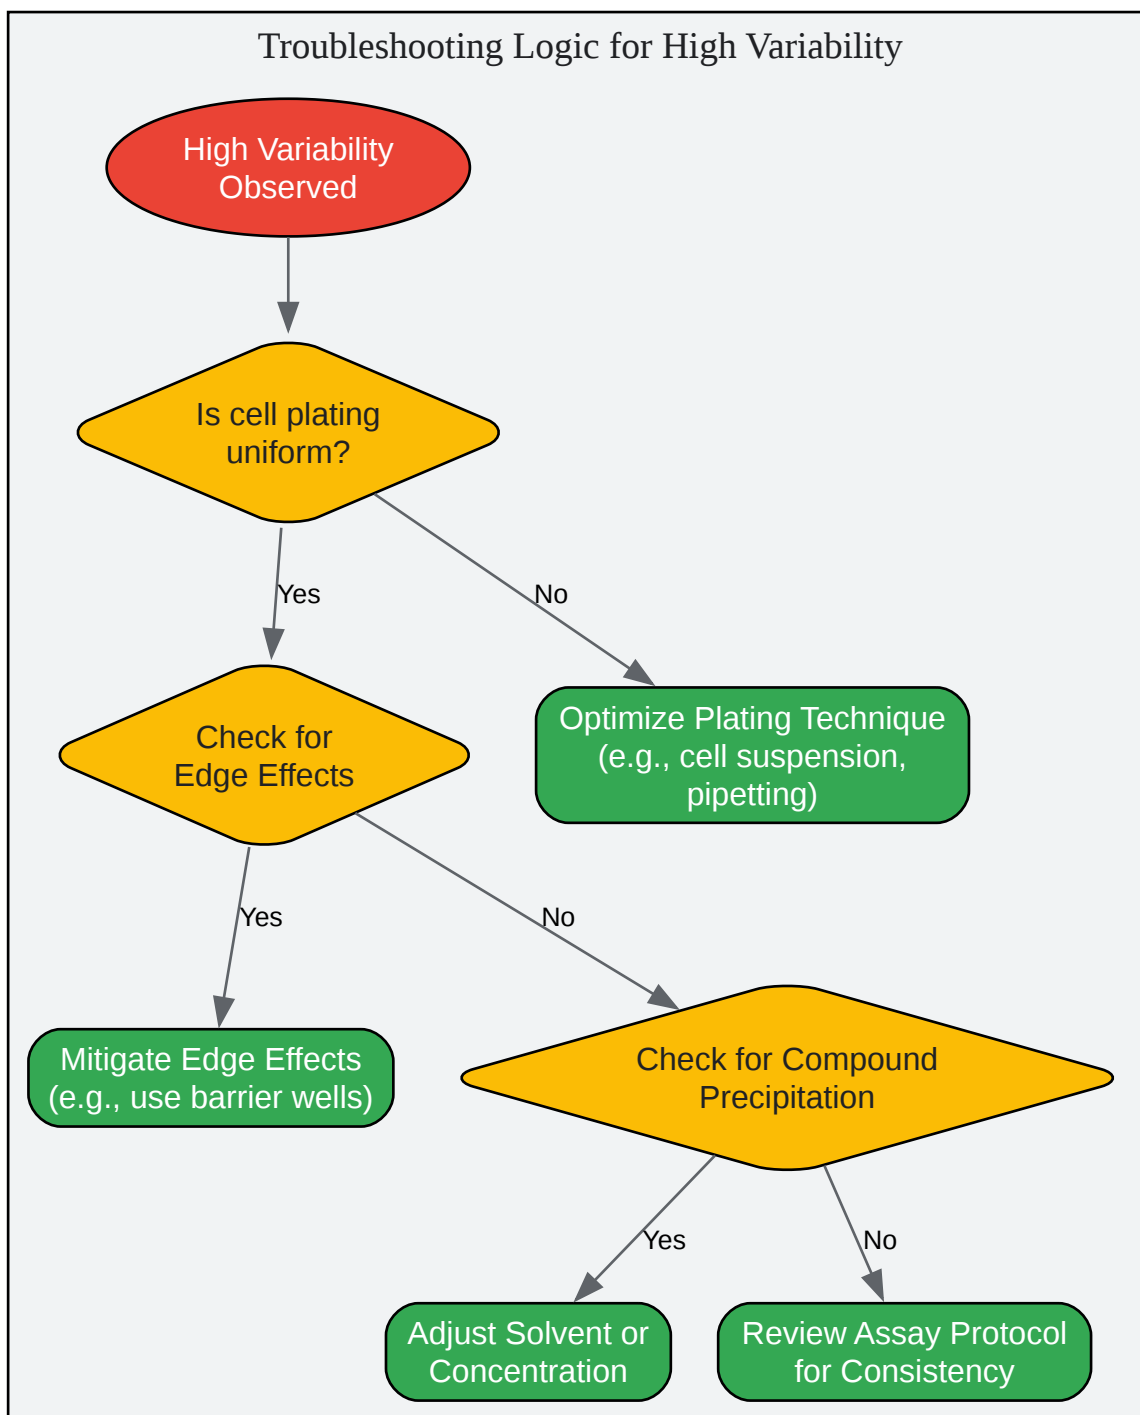 Troubleshooting Logic for High Variability
High Variability
Observed
Is cell plating
uniform?
Yes
No
Optimize Plating Technique
(e.g., cell suspension,
pipetting)
Check for
Edge Effects
Yes
No
Mitigate Edge Effects
(e.g., use barrier wells)
Check for Compound
Precipitation
Yes
No
Adjust Solvent or
Concentration
Review Assay Protocol
for Consistency